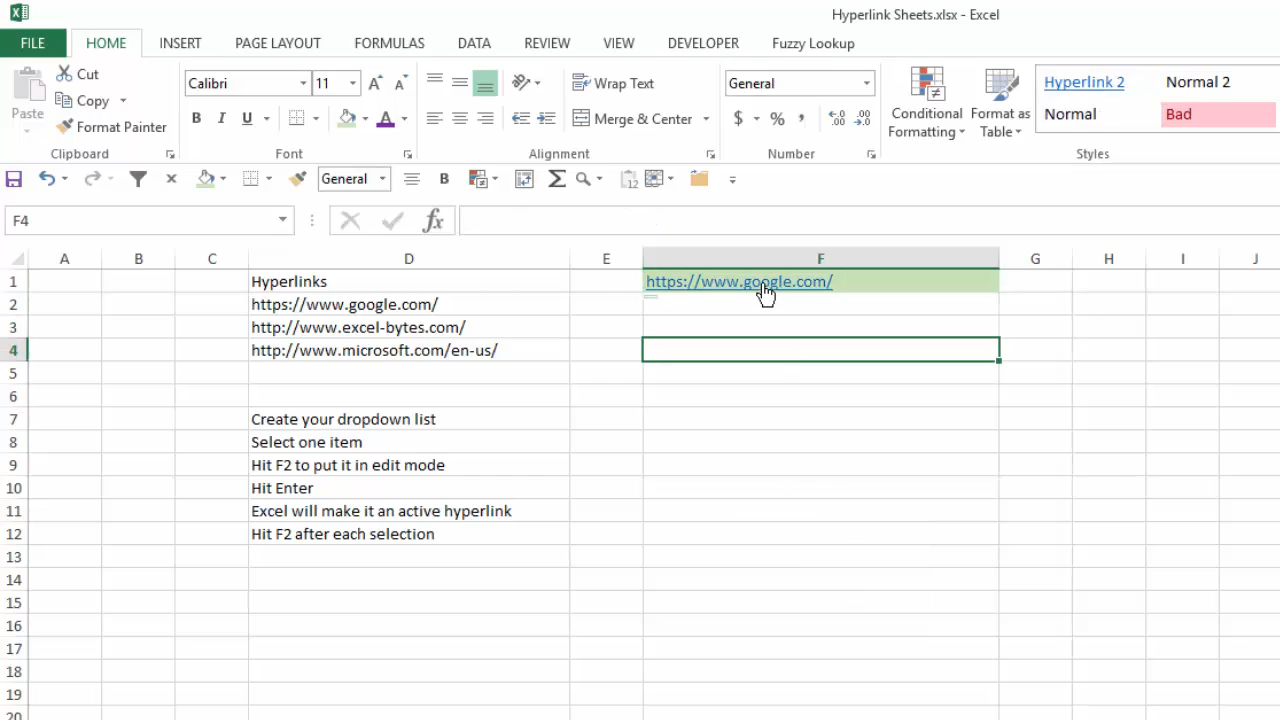 Hyperlink Sheets.xlsx - Excel
FILE HOME INSERT PAGE LAYOUT FORMULAS DATA REVIEW VIEW DEVELOPER Fuzzy Lookup
Paste
Cut
Copy
Format Painter
Clipboard
Calibri 11
B I U A
Font
Wrap Text
Merge & Center
Alignment
General
$ % ,
Number
Conditional Formatting
Format as Table
Hyperlink 2 Normal 2
Normal Bad
Styles
General B
F4 fx
A B C D E F G H I J
1 Hyperlinks https://www.google.com/
2 https://www.google.com/
3 http://www.excel-bytes.com/
4 http://www.microsoft.com/en-us/
5
6
7 Create your dropdown list
8 Select one item
9 Hit F2 to put it in edit mode
10 Hit Enter
11 Excel will make it an active hyperlink
12 Hit F2 after each selection
13
14
15
16
17
18
19
20